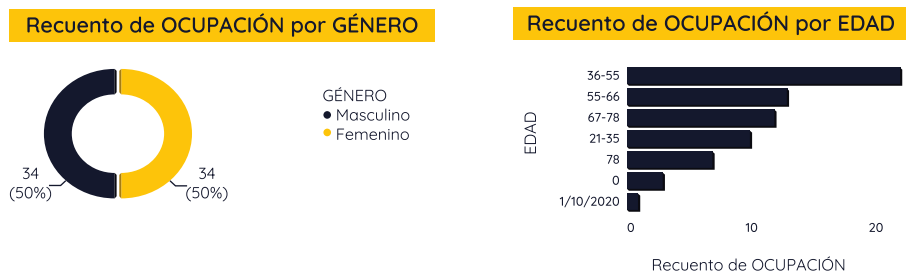 Recuento de OCUPACIÓN por GÉNERO
34
(50%)
34
(50%)
GÉNERO
Masculino
Femenino
Recuento de OCUPACIÓN por EDAD
EDAD
36-55
55-66
67-78
21-35
78
0
1/10/2020
0
10
20
Recuento de OCUPACIÓN